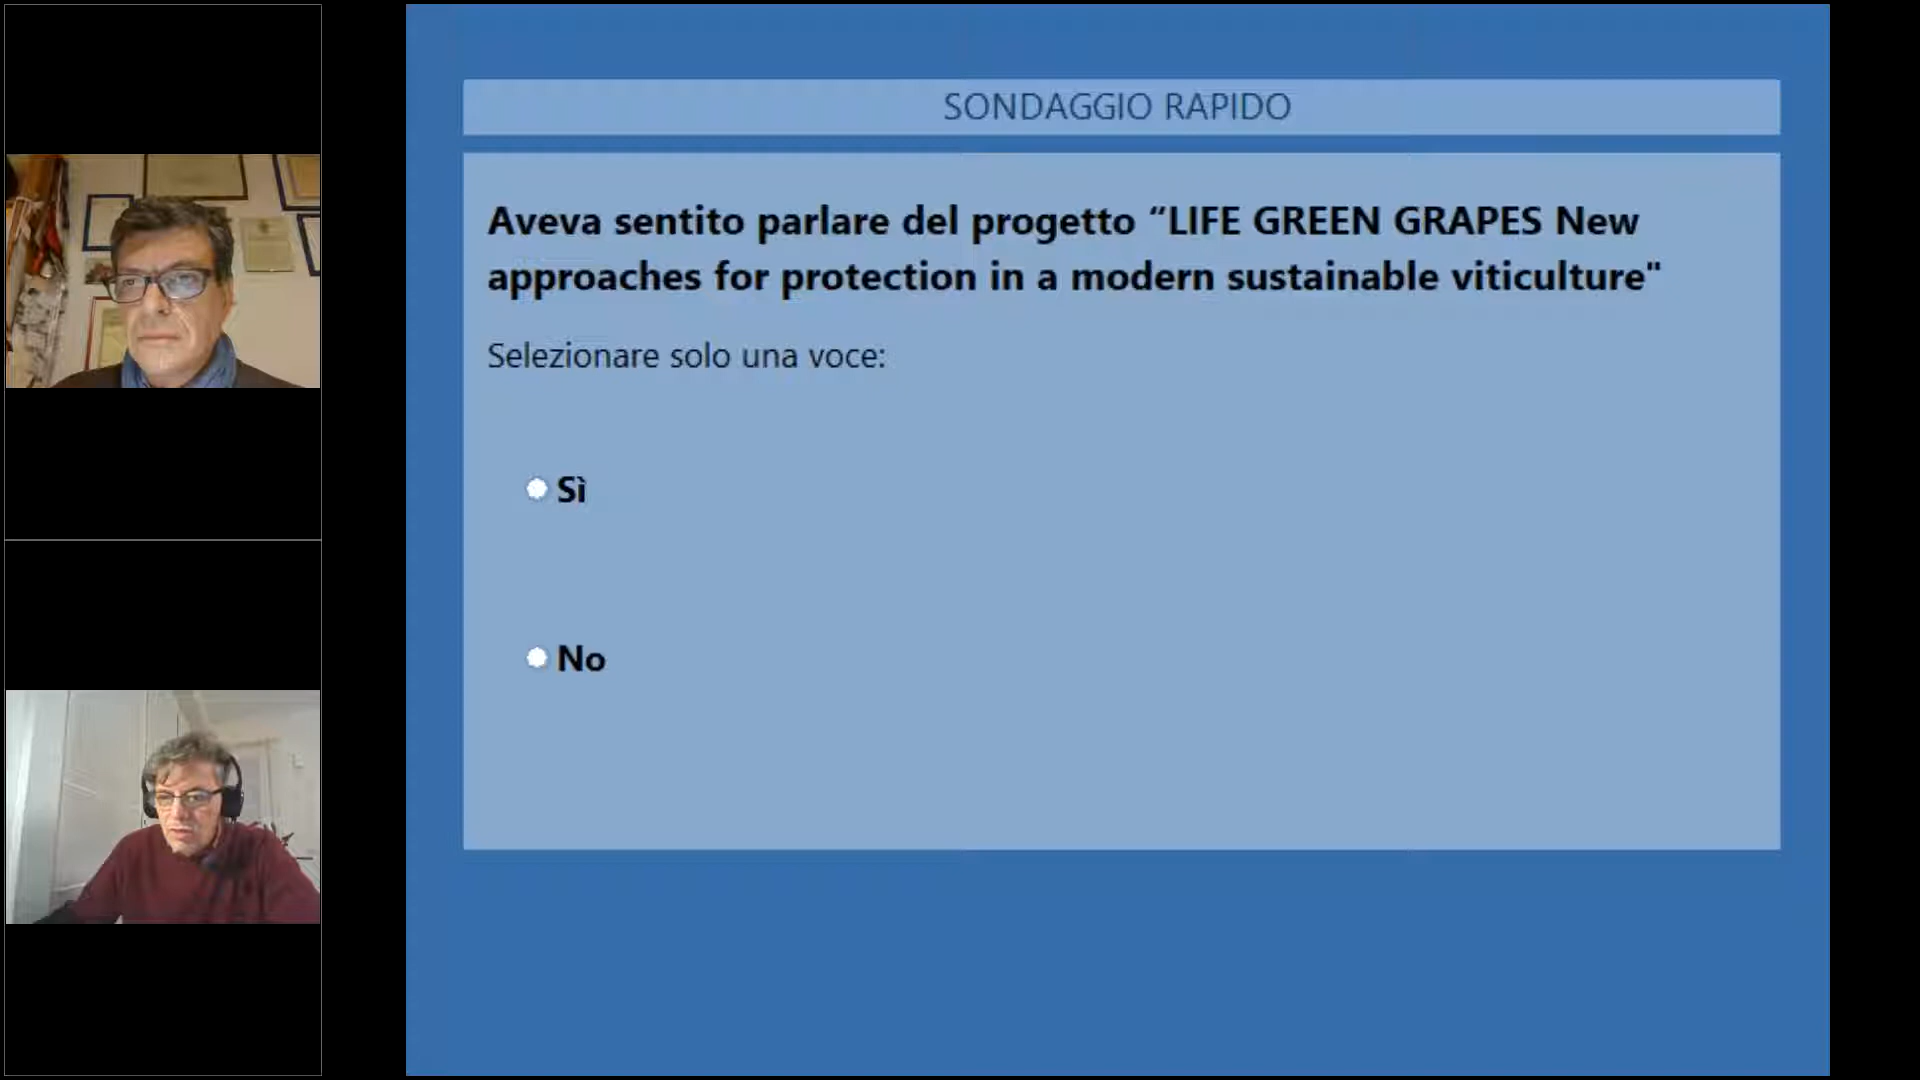 SONDAGGIO RAPIDO
Aveva sentito parlare del progetto “LIFE GREEN GRAPES New
approaches for protection in a modern sustainable viticulture"
Selezionare solo una voce:
Sì
No